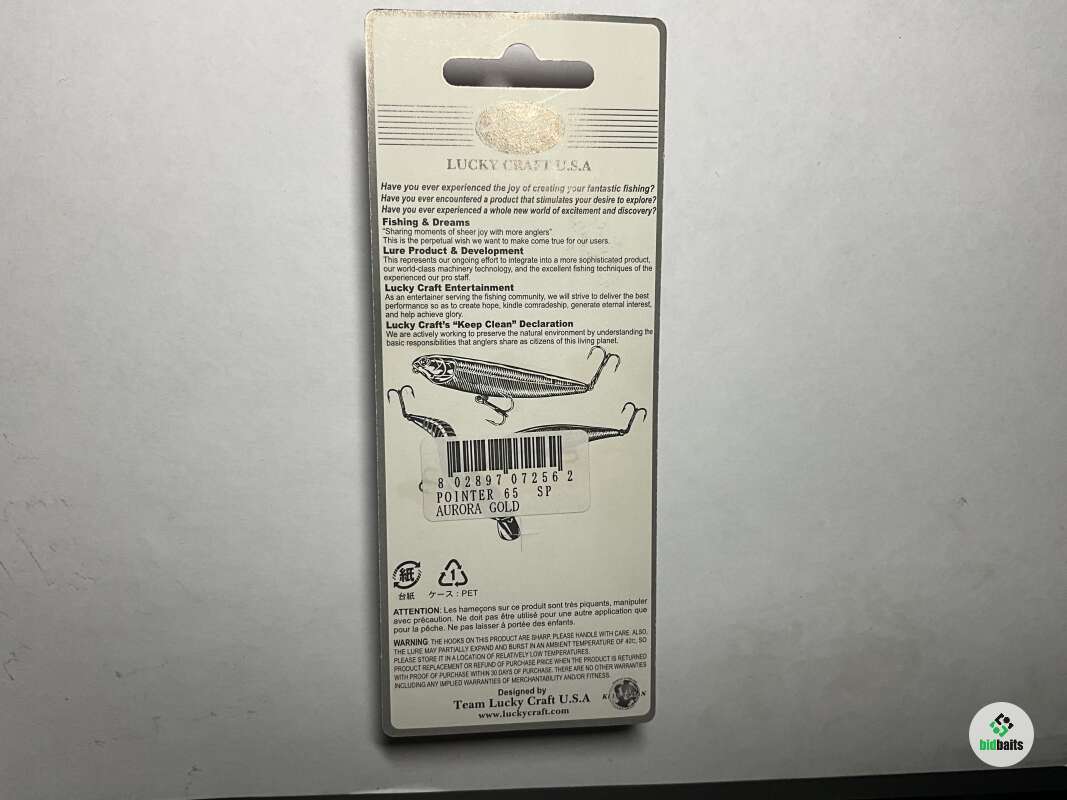 LUCKY CRAFT U.S.A
Have you ever experienced the joy of creating your fantastic fishing?
Have you ever encountered a product that stimulates your desire to explore?
Have you ever experienced a whole new world of excitement and discovery?
Fishing & Dreams
"Sharing moments of sheer joy with more anglers"
This is the perpetual wish we want to make come true for our users.
Lure Product & Development
This represents our ongoing effort to integrate into a more sophisticated product,
our world-class machinery technology, and the excellent fishing techniques of the
experienced our pro staff.
Lucky Craft Entertainment
As an entertainer serving the fishing community, we will strive to deliver the best
performance so as to create hope, kindle comradeship, generate eternal interest,
and help achieve glory.
Lucky Craft's "Keep Clean" Declaration
We are actively working to preserve the natural environment by understanding the
basic responsibilities that anglers share as citizens of this living planet.
8 02897 07256 2
POINTER 65 SP
AURORA GOLD
紙 1
台紙 ケース : PET
ATTENTION: Les hameçons sur ce produit sont très piquants, manipuler
avec précaution. Ne doit pas être utilisé pour une autre application que
pour la pêche. Ne pas laisser à portée des enfants.
WARNING: THE HOOKS ON THIS PRODUCT ARE SHARP. PLEASE HANDLE WITH CARE. ALSO,
THE LURE MAY PARTIALLY EXPAND AND BURST IN AN AMBIENT TEMPERATURE OF 42℃, SO
PLEASE STORE IT IN A LOCATION OF RELATIVELY LOW TEMPERATURES.
PRODUCT REPLACEMENT OR REFUND OF PURCHASE PRICE WHEN THE PRODUCT IS RETURNED
WITH PROOF OF PURCHASE WITHIN 30 DAYS OF PURCHASE. THERE ARE NO OTHER WARRANTIES
INCLUDING ANY IMPLIED WARRANTIES OF MERCHANTABILITY AND/OR FITNESS.
Designed by
Team Lucky Craft U.S.A
www.luckycraft.com
bidbaits